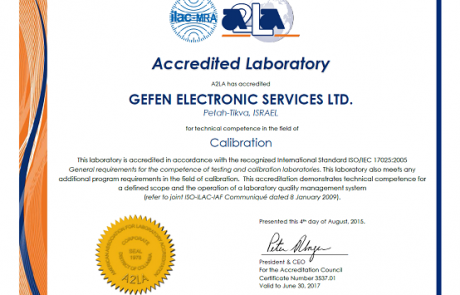 ilac-MRA
A2LA
Accredited Laboratory
A2LA has accredited
GEFEN ELECTRONIC SERVICES LTD.
Petah-Tikva, ISRAEL
for technical competence in the field of
Calibration
This laboratory is accredited in accordance with the recognized International Standard ISO/IEC 17025:2005
General requirements for the competence of testing and calibration laboratories. This laboratory also meets any
additional program requirements in the field of calibration. This accreditation demonstrates technical competence for
a defined scope and the operation of a laboratory quality management system
(refer to joint ISO-ILAC-IAF Communiqué dated 8 January 2009).
Presented this 4th day of August, 2015.
President & CEO
For the Accreditation Council
Certificate Number 3537.01
Valid to June 30, 2017
CORPORATE
SEAL
1978
A2LA